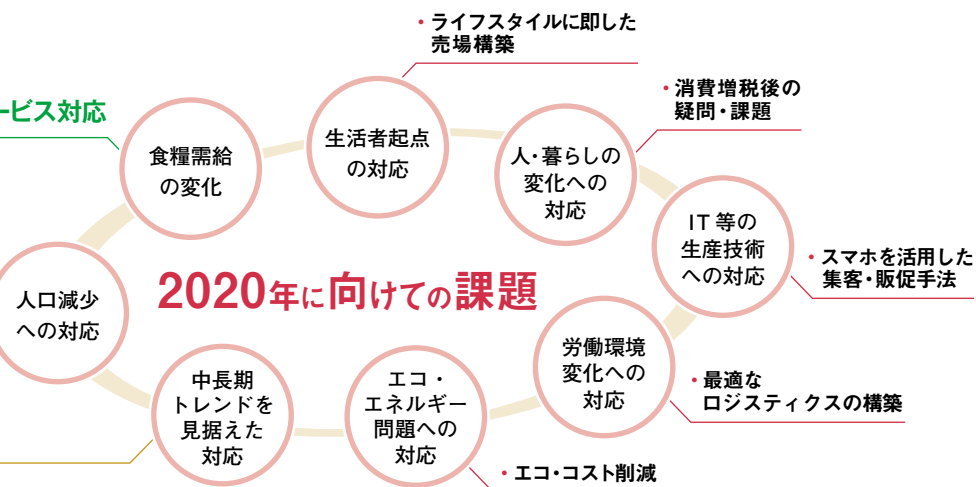 ・ライフスタイルに即した
売場構築
・消費増税後の
疑問・課題
ービス対応
食糧需給
の変化
生活者起点
の対応
人・暮らしの
変化への
対応
IT 等の
生産技術
への対応
・スマホを活用した
集客・販促手法
2020年に向けての課題
人口減少
への対応
中長期
トレンドを
見据えた
対応
エコ・
エネルギー
問題への
対応
労働環境
変化への
対応
・最適な
ロジスティクスの構築
・エコ・コスト削減